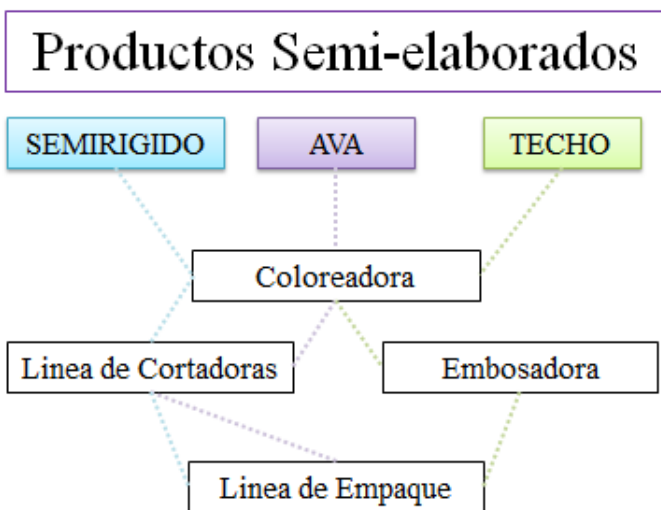 Productos Semi-elaborados
SEMIRIGIDO
AVA
TECHO
Coloreadora
Linea de Cortadoras
Embosadora
Linea de Empaque